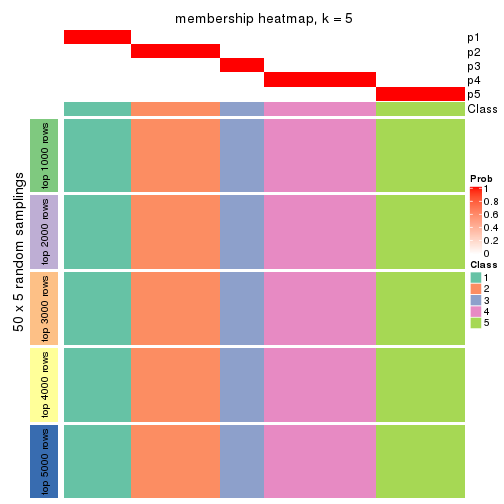 membership heatmap, k = 5
p1
p2
p3
p4
p5
Class
50 x 5 random samplings
top 1000 rows
top 2000 rows
top 3000 rows
top 4000 rows
top 5000 rows
Prob
1
0.8
0.6
0.4
0.2
0
Class
1
2
3
4
5